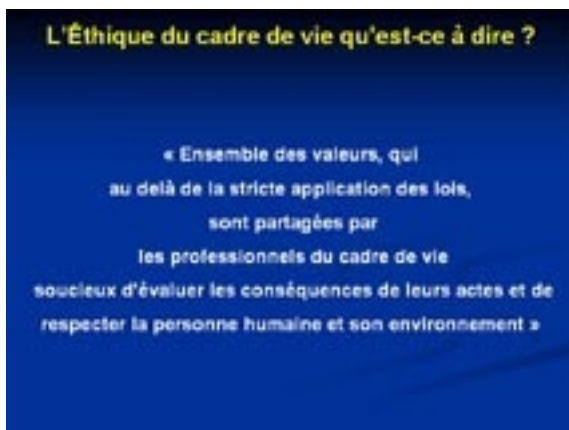 L'Éthique du cadre de vie qu'est-ce à dire ?
« Ensemble des valeurs, qui
au delà de la stricte application des lois,
sont partagées par
les professionnels du cadre de vie
soucieux d'évaluer les conséquences de leurs actes et de
respecter la personne humaine et son environnement »